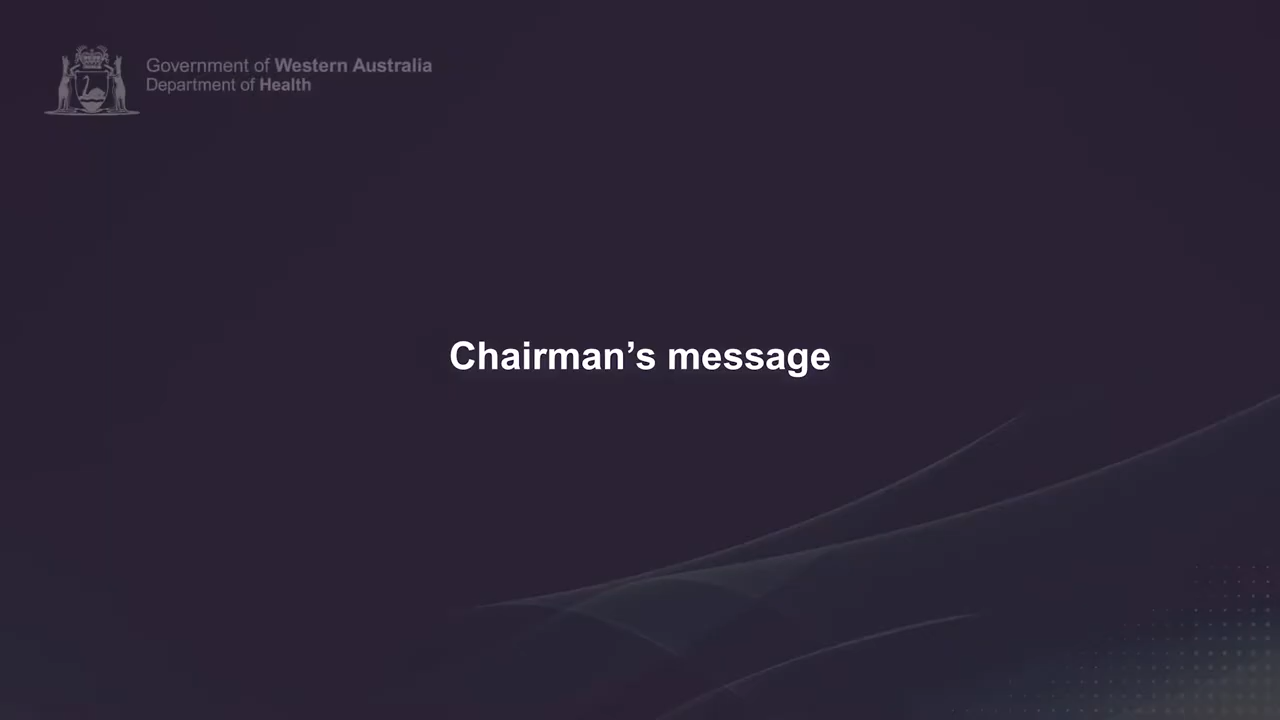 Government of Western Australia
Department of Health
Chairman’s message